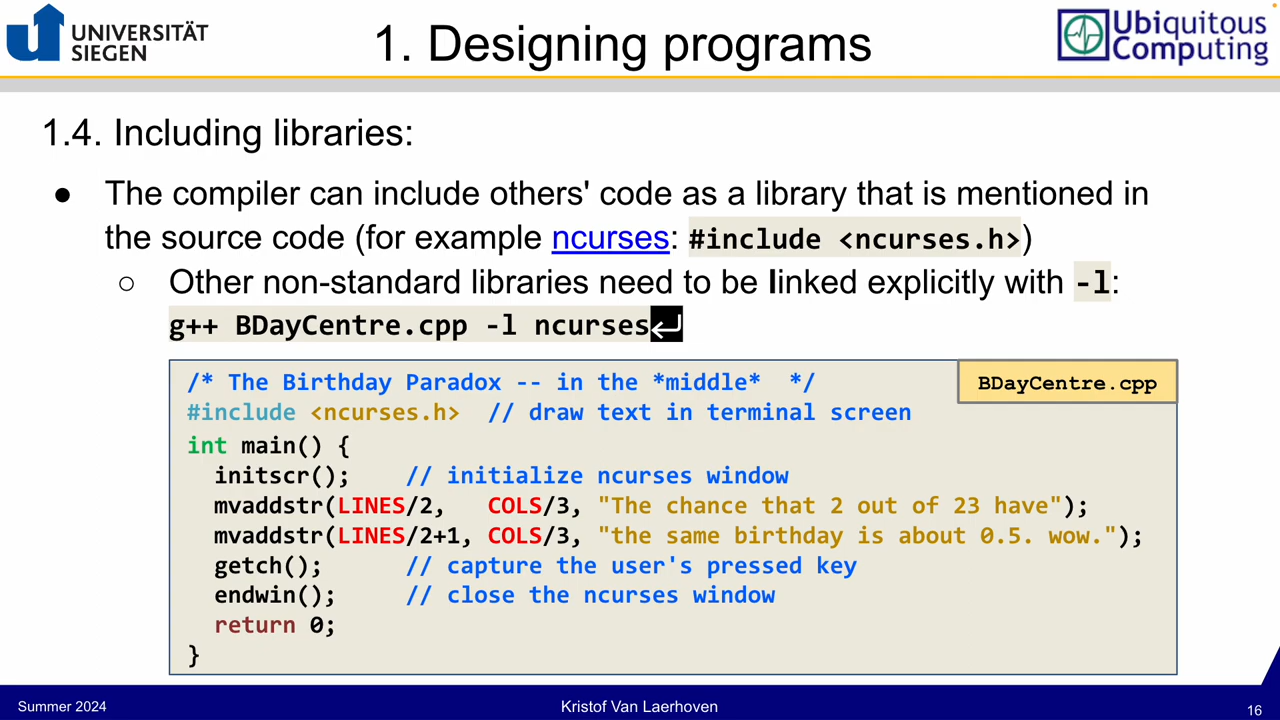 UNIVERSITÄT
SIEGEN
1. Designing programs
Ubiquitous
Computing
1.4. Including libraries:
● The compiler can include others' code as a library that is mentioned in
the source code (for example ncurses: #include <ncurses.h>)
○ Other non-standard libraries need to be linked explicitly with -l:
g++ BDayCentre.cpp -l ncurses↵
BDayCentre.cpp
/* The Birthday Paradox -- in the *middle*  */
#include <ncurses.h>  // draw text in terminal screen
int main() {
  initscr();    // initialize ncurses window
  mvaddstr(LINES/2,   COLS/3, "The chance that 2 out of 23 have");
  mvaddstr(LINES/2+1, COLS/3, "the same birthday is about 0.5. wow.");
  getch();      // capture the user's pressed key
  endwin();     // close the ncurses window
  return 0;
}
Summer 2024
Kristof Van Laerhoven
16